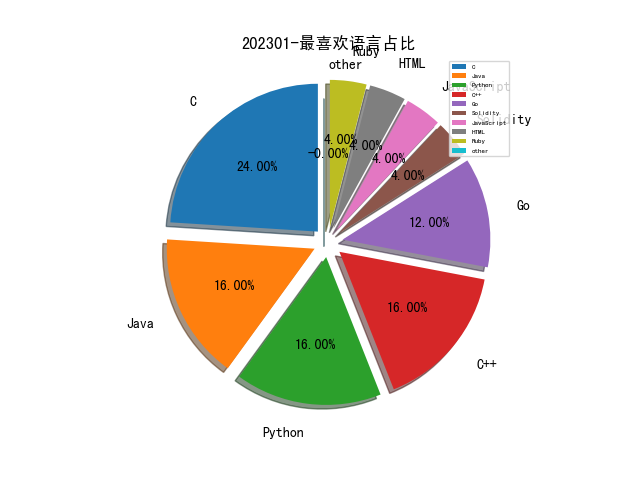 202301-最喜欢语言占比
Ruby
other
HTML
JavaScript
Solidity
C
Go
Java
C++
Python
24.00%
16.00%
16.00%
16.00%
12.00%
4.00%
4.00%
4.00%
4.00%
-0.00%
C
Java
Python
C++
Go
Solidity
JavaScript
HTML
Ruby
other